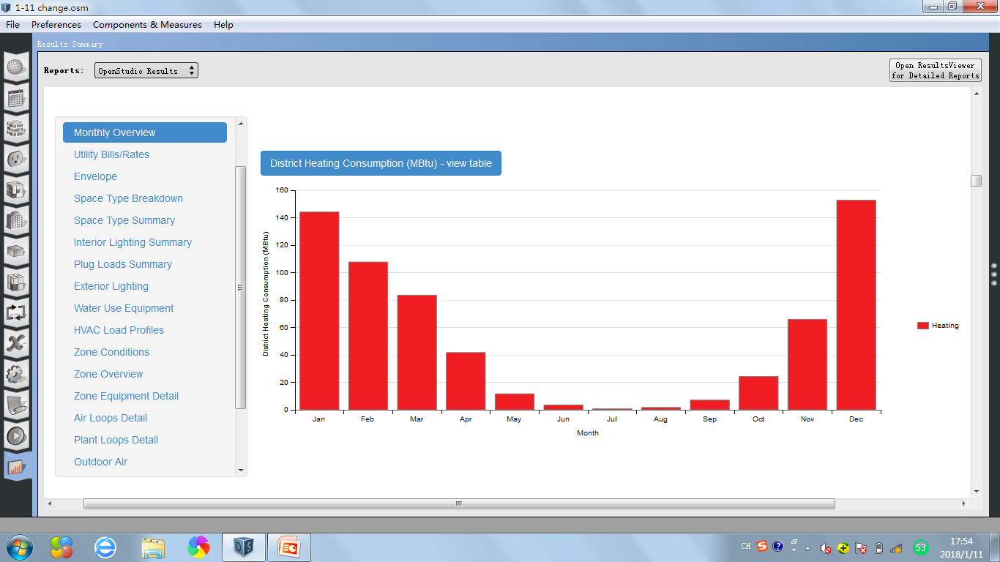 1-11 change.osm
File Preferences Components & Measures Help
Results Summary
Reports: OpenStudio Results
Open ResultsViewer
for Detailed Reports
Monthly Overview
Utility Bills/Rates
Envelope
Space Type Breakdown
Space Type Summary
Interior Lighting Summary
Plug Loads Summary
Exterior Lighting
Water Use Equipment
HVAC Load Profiles
Zone Conditions
Zone Overview
Zone Equipment Detail
Air Loops Detail
Plant Loops Detail
Outdoor Air
District Heating Consumption (MBtu) - view table
District Heating Consumption (MBtu)
160
140
120
100
80
60
40
20
0
Jan Feb Mar Apr May Jun Jul Aug Sep Oct Nov Dec
Month
Heating
OS
CH
53
17:54
2018/1/11